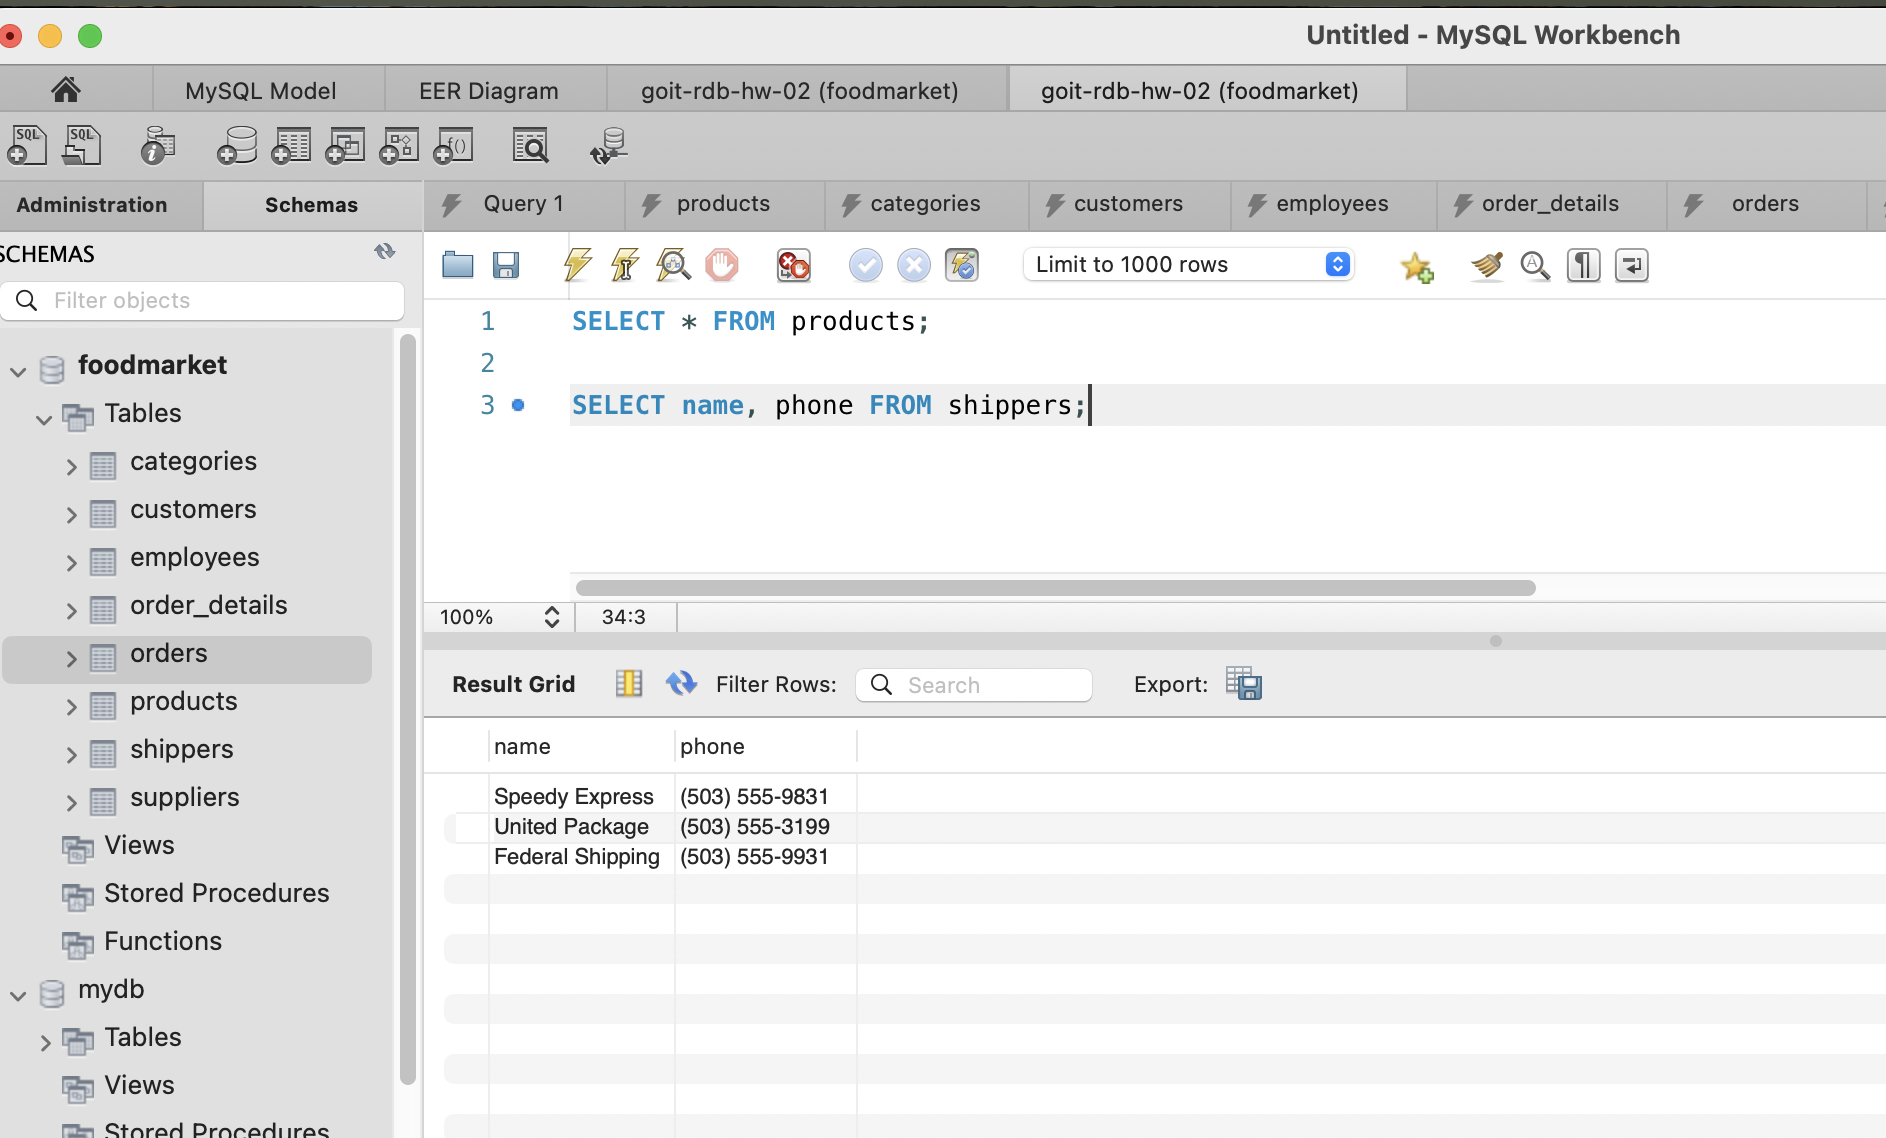 Untitled - MySQL Workbench
MySQL Model
EER Diagram
goit-rdb-hw-02 (foodmarket)
goit-rdb-hw-02 (foodmarket)
SQL
SQL
Administration
Schemas
Query 1
products
categories
customers
employees
order_details
orders
SCHEMAS
Filter objects
foodmarket
Tables
categories
customers
employees
order_details
orders
products
shippers
suppliers
Views
Stored Procedures
Functions
mydb
Tables
Views
Stored Procedures
Limit to 1000 rows
1 SELECT * FROM products;
2
3 SELECT name, phone FROM shippers;
100%
34:3
Result Grid
Filter Rows:
Search
Export:
name phone
Speedy Express (503) 555-9831
United Package (503) 555-3199
Federal Shipping (503) 555-9931